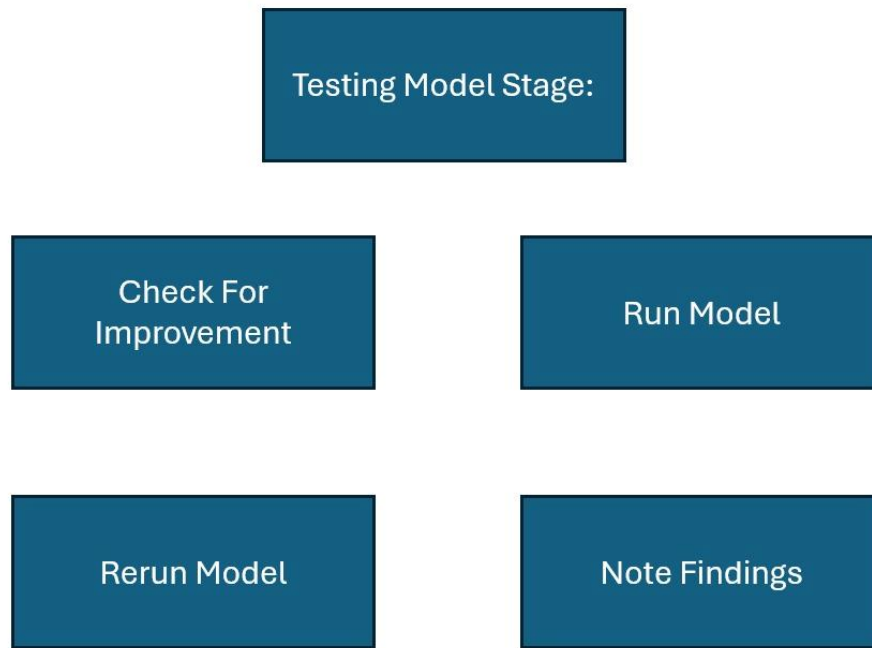 Testing Model Stage:
Check For
Improvement
Run Model
Rerun Model
Note Findings